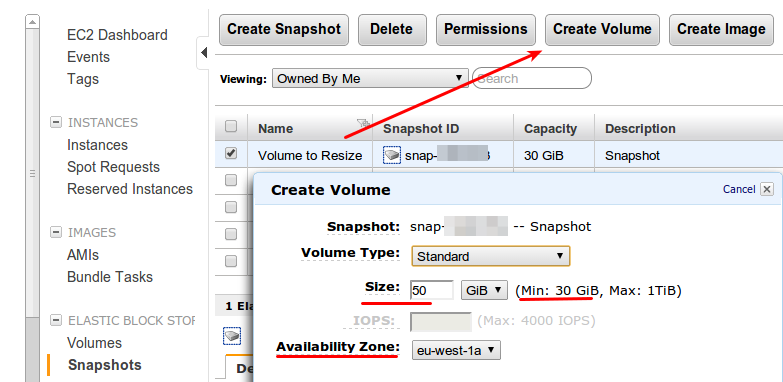 EC2 Dashboard
Events
Tags
INSTANCES
Instances
Spot Requests
Reserved Instances
IMAGES
AMIs
Bundle Tasks
ELASTIC BLOCK STOR
Volumes
Snapshots
Create Snapshot Delete Permissions Create Volume Create Image
Viewing: Owned By Me Search
Name Snapshot ID Capacity Description
Volume to Resize snap- 30 GiB Snapshot
1 Ela
De
Create Volume Cancel
Snapshot: snap- -- Snapshot
Volume Type: Standard
Size: 50 GiB (Min: 30 GiB, Max: 1TiB)
IOPS: (Max: 4000 IOPS)
Availability Zone: eu-west-1a